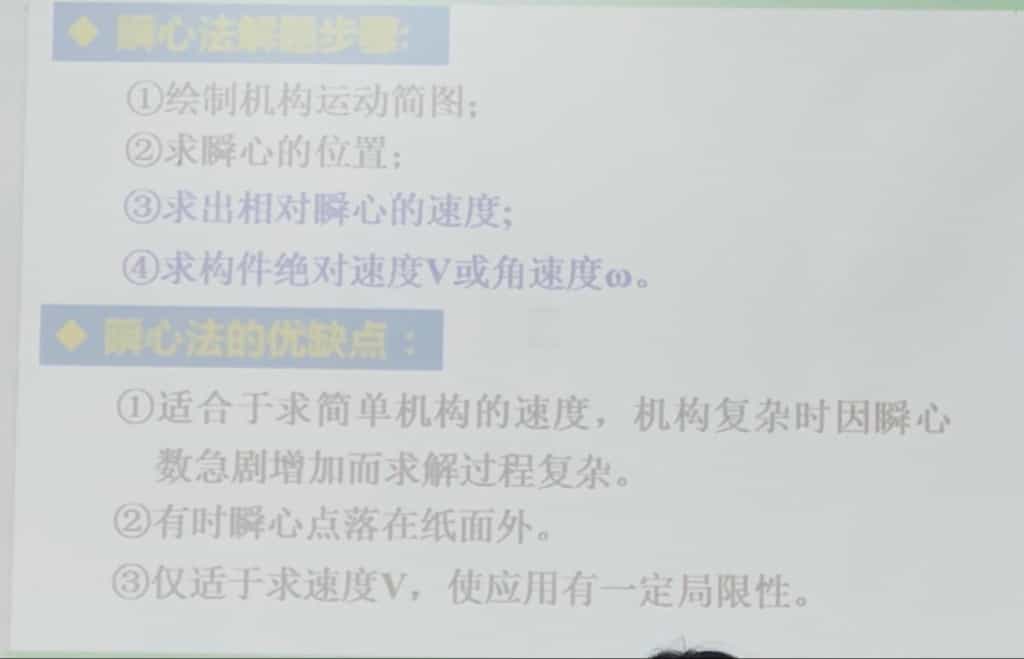 ◆ 瞬心法解题步骤:
①绘制机构运动简图;
②求瞬心的位置;
③求出相对瞬心的速度;
④求构件绝对速度V或角速度ω。
◆ 瞬心法的优缺点：
①适合于求简单机构的速度，机构复杂时因瞬心
数急剧增加而求解过程复杂。
②有时瞬心点落在纸面外。
③仅适于求速度V，使应用有一定局限性。